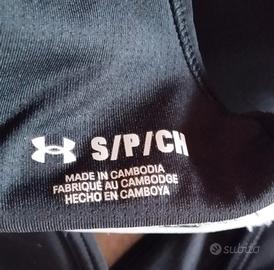 S/P/CH
MADE IN CAMBODIA
FABRIQUÉ AU CAMBODGE
HECHO EN CAMBOYA
subito